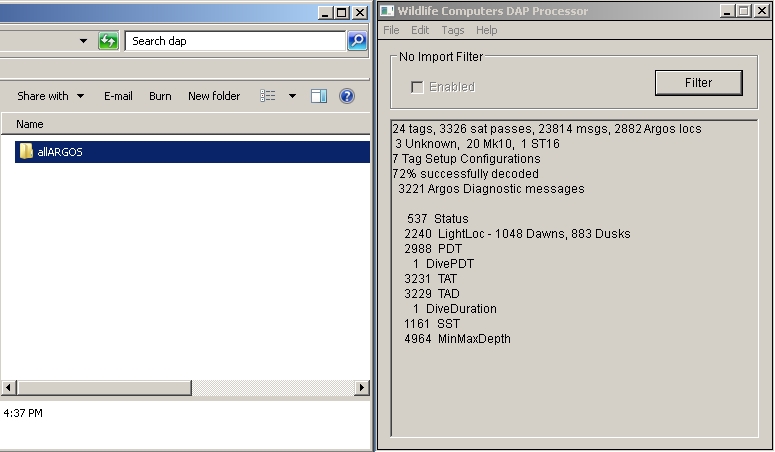 Search dap
Share with
E-mail
Burn
New folder
Name
allARGOS
4:37 PM
Wildlife Computers DAP Processor
File Edit Tags Help
No Import Filter
Enabled
Filter
24 tags, 3326 sat passes, 23814 msgs, 2882 Argos locs
3 Unknown, 20 Mk10, 1 ST16
7 Tag Setup Configurations
72% successfully decoded
3221 Argos Diagnostic messages
537 Status
2240 LightLoc - 1048 Dawns, 883 Dusks
2988 PDT
1 DivePDT
3231 TAT
3229 TAD
1 DiveDuration
1161 SST
4964 MinMaxDepth